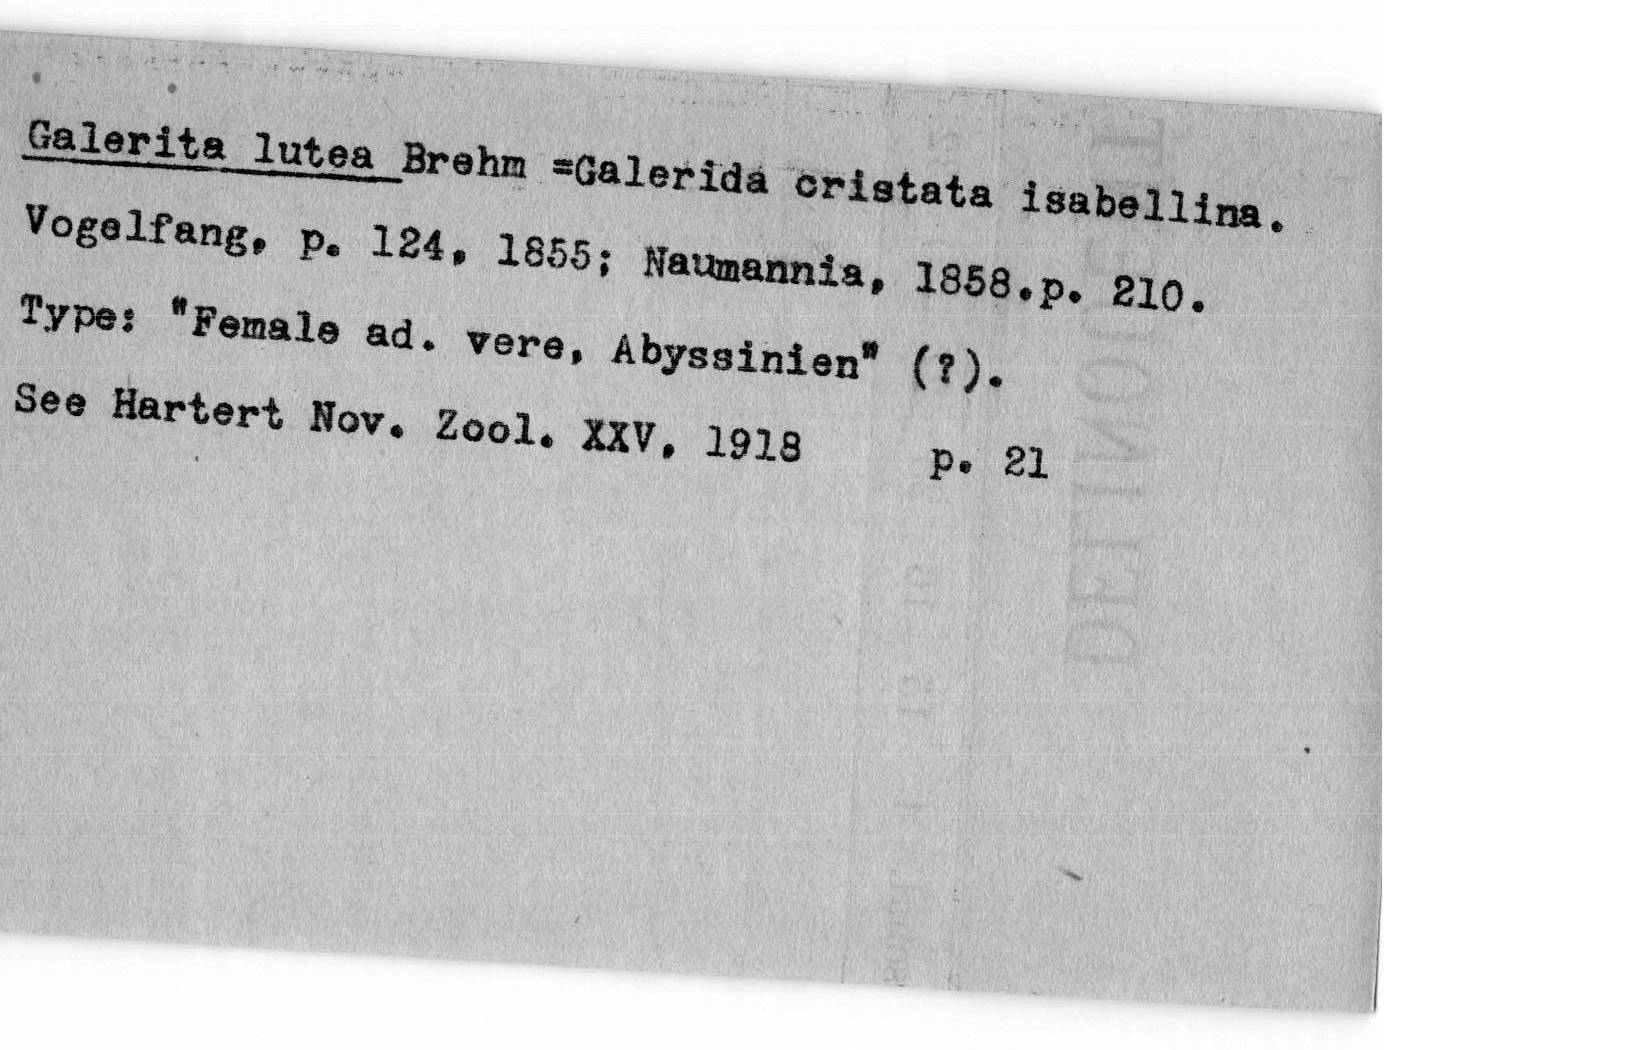 Galerita lutea Brehm =Galerida cristata isabellina.
Vogelfang, p. 124, 1855; Naumannia, 1858.p. 210.
Type: "Female ad. vere, Abyssinien" (?).
See Hartert Nov. Zool. XXV, 1918 p. 21